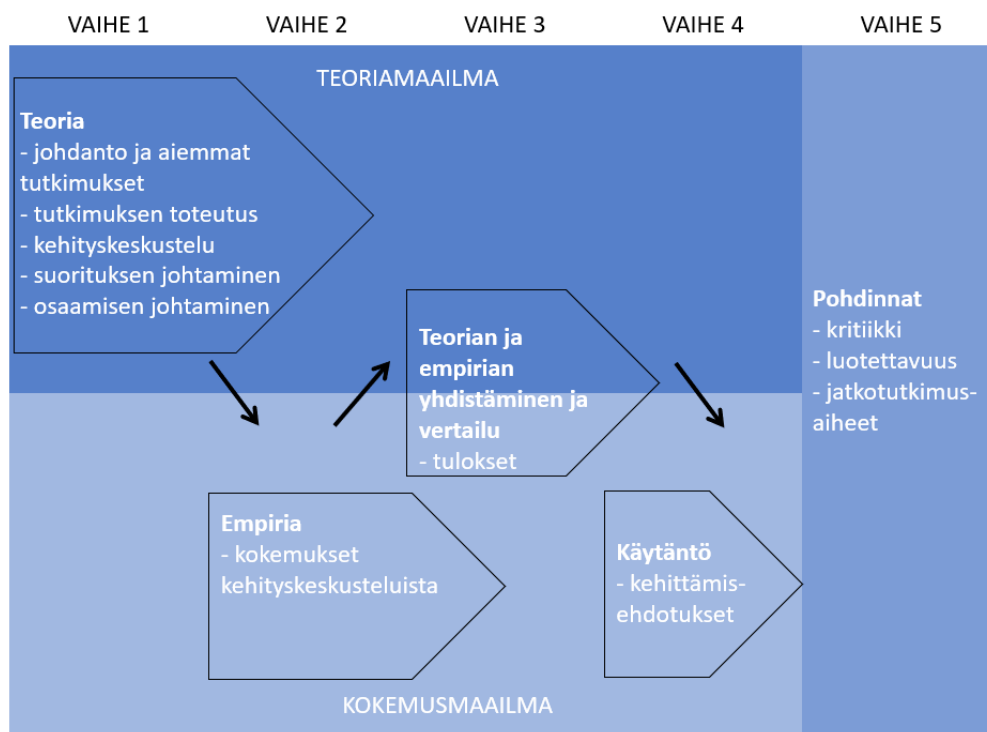 VAIHE 1 VAIHE 2 VAIHE 3 VAIHE 4 VAIHE 5
TEORIAMAAILMA
Teoria
- johdanto ja aiemmat
tutkimukset
- tutkimuksen toteutus
- kehityskeskustelu
- suorituksen johtaminen
- osaamisen johtaminen
Teorian ja
empirian
yhdistäminen ja
vertailu
- tulokset
Empiria
- kokemukset
kehityskeskusteluista
Käytäntö
- kehittämis-
ehdotukset
Pohdinnat
- kritiikki
- luotettavuus
- jatkotutkimus-
aiheet
KOKEMUSMAAILMA